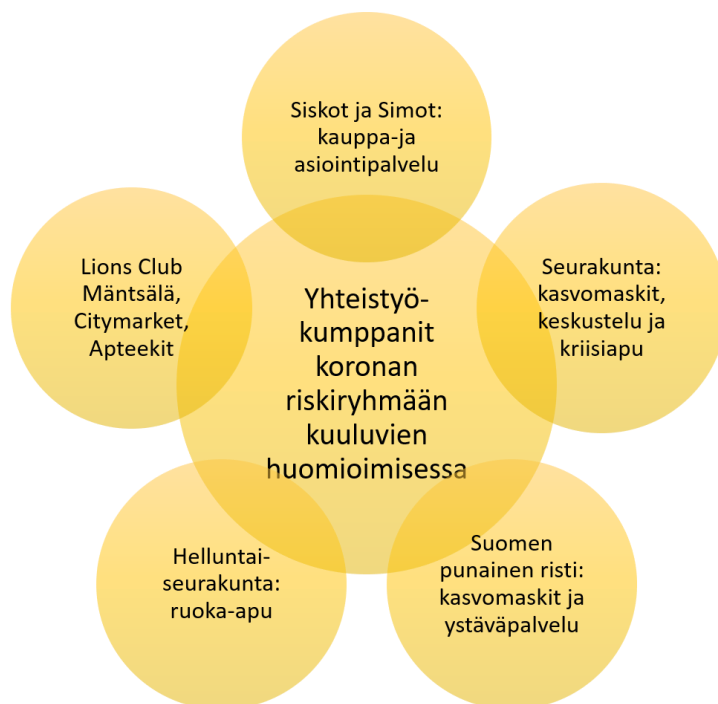 Siskot ja Simot:
kauppa-ja
asiointipalvelu
Lions Club
Mäntsälä,
Citymarket,
Apteekit
Yhteistyö-
kumppanit
koronan
riskiryhmään
kuuluvien
huomioimisessa
Seurakunta:
kasvomaskit,
keskustelu ja
kriisiapu
Helluntai-
seurakunta:
ruoka-apu
Suomen
punainen risti:
kasvomaskit ja
ystäväpalvelu